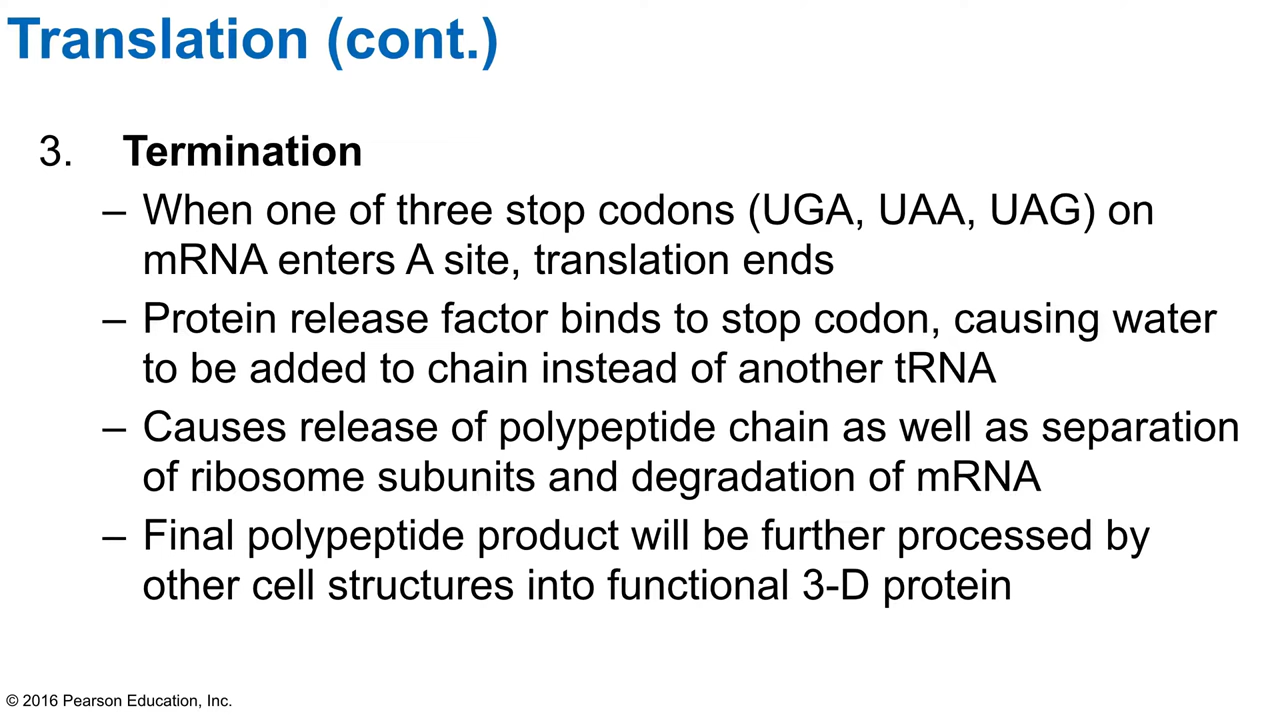 Translation (cont.)
3. Termination
– When one of three stop codons (UGA, UAA, UAG) on
mRNA enters A site, translation ends
– Protein release factor binds to stop codon, causing water
to be added to chain instead of another tRNA
– Causes release of polypeptide chain as well as separation
of ribosome subunits and degradation of mRNA
– Final polypeptide product will be further processed by
other cell structures into functional 3-D protein
© 2016 Pearson Education, Inc.